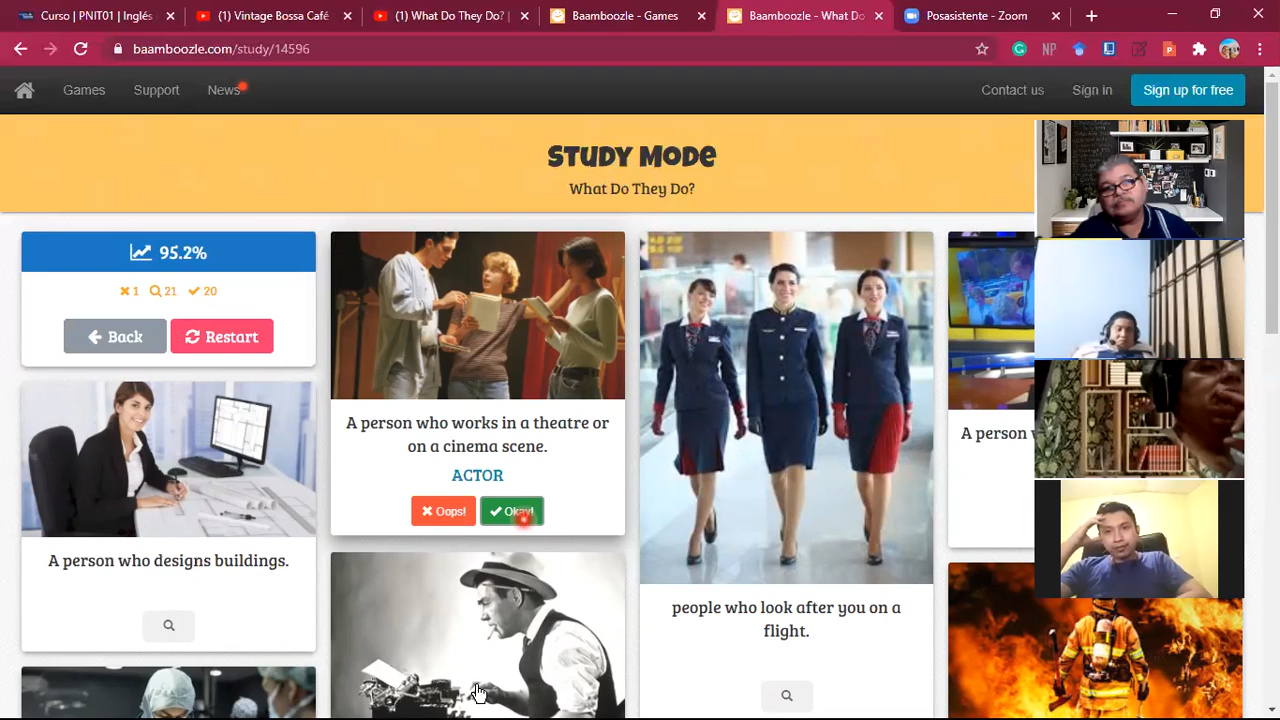 Curso | PNIT01 | Inglés
(1) Vintage Bossa Café
(1) What Do They Do? |
Baamboozle - Games
Baamboozle - What Do
Posasistente - Zoom
baamboozle.com/study/14596
NP
Games
Support
News
Contact us
Sign in
Sign up for free
Study Mode
What Do They Do?
95.2%
1
21
20
Back
Restart
A person who works in a theatre or
on a cinema scene.
ACTOR
Oops!
Okay!
A person who designs buildings.
people who look after you on a
flight.
A person